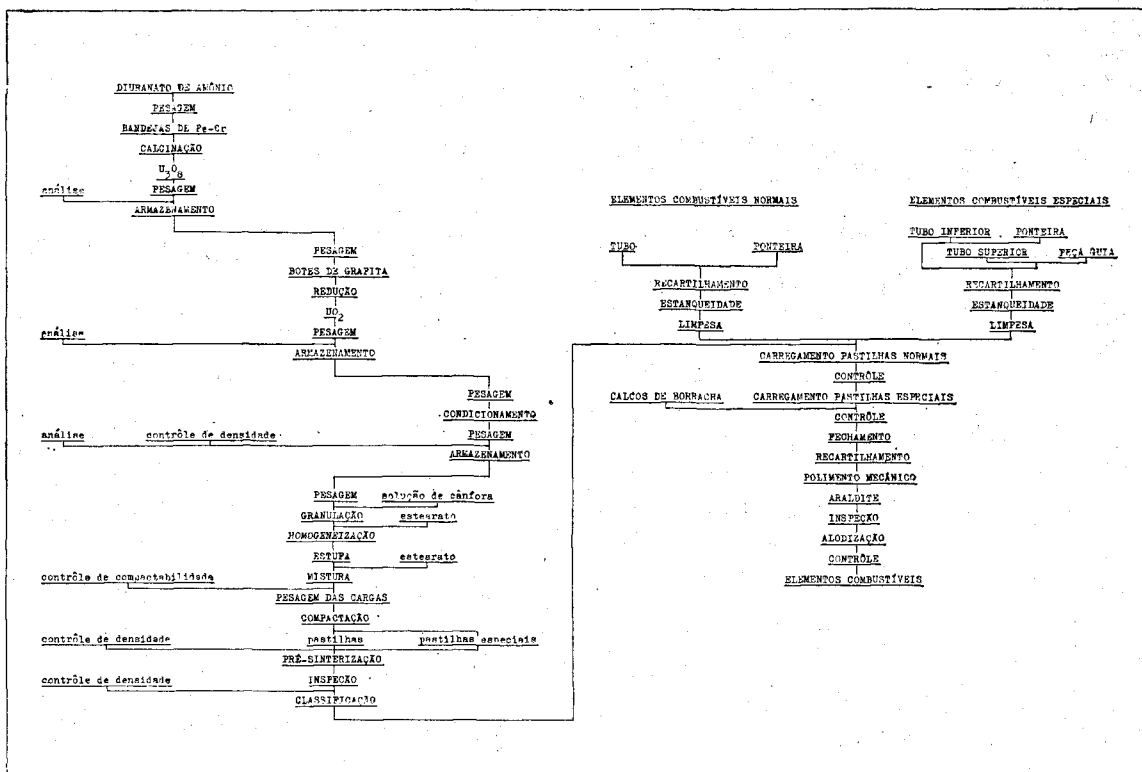 DIURANATO DE AMÔNIO
PESAGEM
BANDEJAS DE Fe-Cr
CALCINAÇÃO
U3O8
análise
PESAGEM
ARMAZENAMENTO
PESAGEM
BOTES DE GRAFITA
REDUÇÃO
UO2
análise
PESAGEM
ARMAZENAMENTO
PESAGEM
CONDICIONAMENTO
análise
contrôle de densidade
PESAGEM
ARMAZENAMENTO
PESAGEM
solução de cânfora
GRANULAÇÃO
estearato
HOMOGENEIZAÇÃO
ESTUFA
estearato
contrôle de compactabilidade
MISTURA
PESAGEM DAS CARGAS
COMPACTAÇÃO
contrôle de densidade
pastilhas
pastilhas especiais
PRÉ-SINTERIZAÇÃO
contrôle de densidade
INSPEÇÃO
CLASSIFICAÇÃO
ELEMENTOS COMBUSTÍVEIS NORMAIS
TUBO
PONTEIRA
RECARTILHAMENTO
ESTANQUEIDADE
LIMPESA
ELEMENTOS COMBUSTÍVEIS ESPECIAIS
TUBO INFERIOR
PONTEIRA
TUBO SUPERIOR
PEÇA GUIA
RECARTILHAMENTO
ESTANQUEIDADE
LIMPESA
CARREGAMENTO PASTILHAS NORMAIS
CONTRÔLE
CALCOS DE BORRACHA
CARREGAMENTO PASTILHAS ESPECIAIS
CONTRÔLE
FECHAMENTO
RECARTILHAMENTO
POLIMENTO MECÂNICO
ARALDITE
INSPEÇÃO
ALODIZAÇÃO
CONTRÔLE
ELEMENTOS COMBUSTÍVEIS